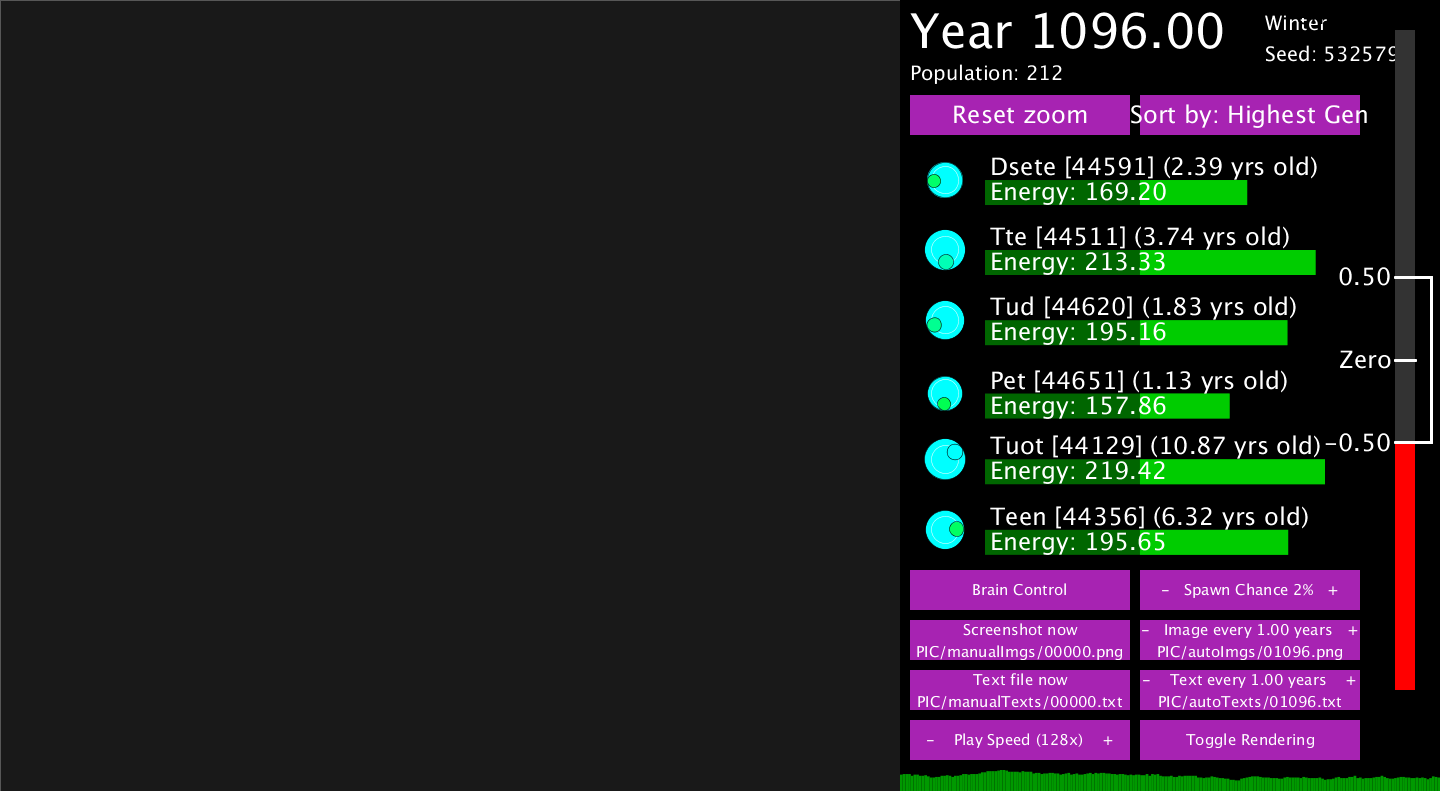 Year 1096.00
Winter
Seed: 532579
Population: 212
Reset zoom
Sort by: Highest Gen
Dsete [44591] (2.39 yrs old)
Energy: 169.20
Tte [44511] (3.74 yrs old)
Energy: 213.33
Tud [44620] (1.83 yrs old)
Energy: 195.16
Pet [44651] (1.13 yrs old)
Energy: 157.86
Tuot [44129] (10.87 yrs old)
Energy: 219.42
Teen [44356] (6.32 yrs old)
Energy: 195.65
0.50
Zero
-0.50
Brain Control
- Spawn Chance 2% +
Screenshot now
PIC/manualImgs/00000.png
- Image every 1.00 years +
PIC/autoImgs/01096.png
Text file now
PIC/manualTexts/00000.txt
- Text every 1.00 years +
PIC/autoTexts/01096.txt
- Play Speed (128x) +
Toggle Rendering